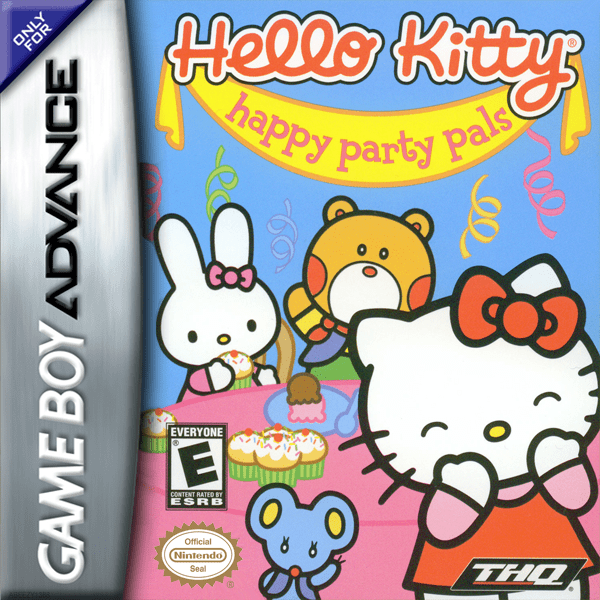 ONLY
FOR
GAME BOY ADVANCE
Hello Kitty®
happy party pals
EVERYONE
E
®
CONTENT RATED BY
ESRB
Official
Nintendo
Seal
THQ